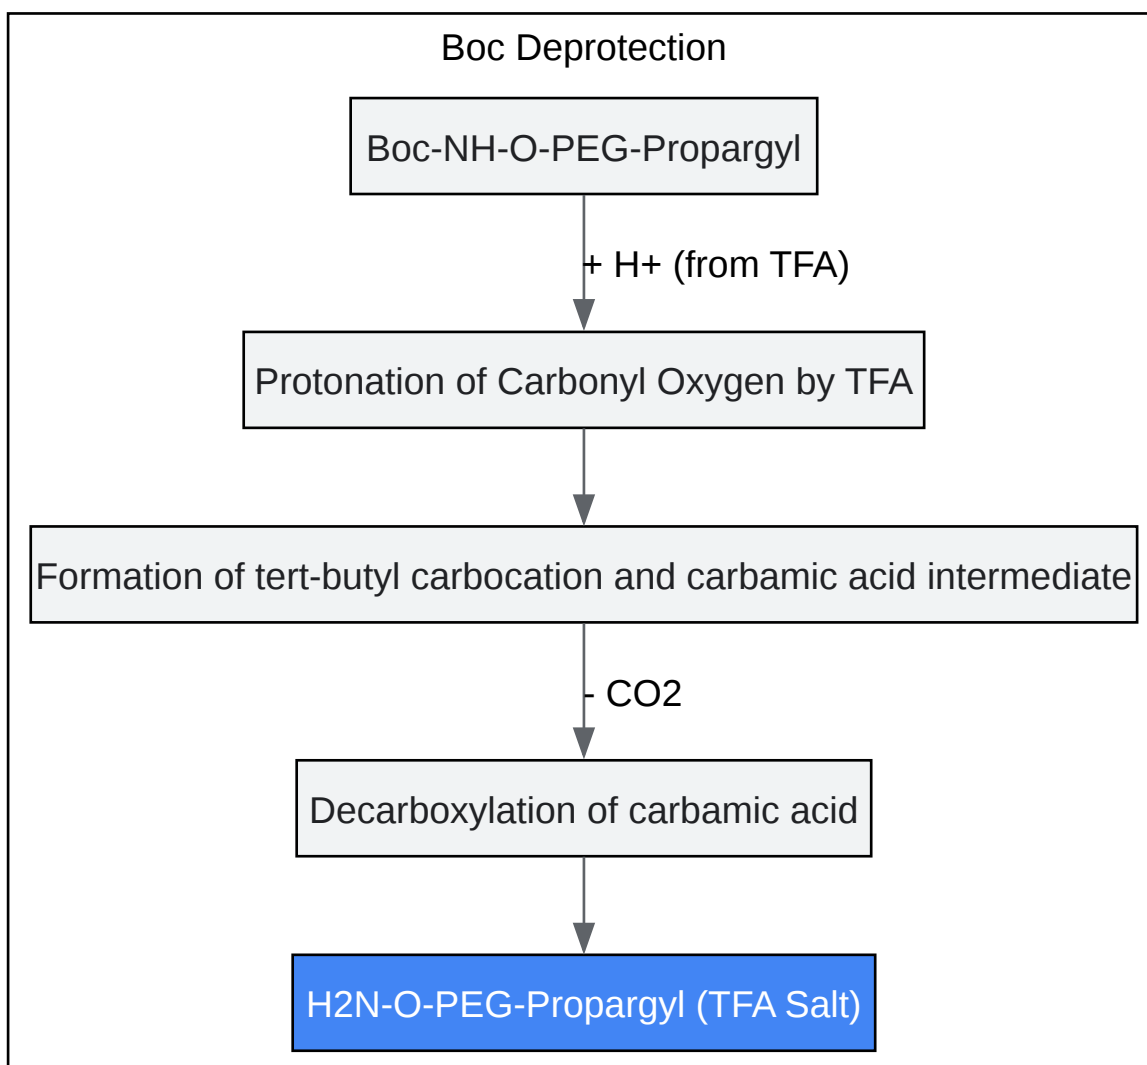 Boc Deprotection
Boc-NH-O-PEG-Propargyl
+ H+ (from TFA)
Protonation of Carbonyl Oxygen by TFA
Formation of tert-butyl carbocation and carbamic acid intermediate
- CO2
Decarboxylation of carbamic acid
H2N-O-PEG-Propargyl (TFA Salt)